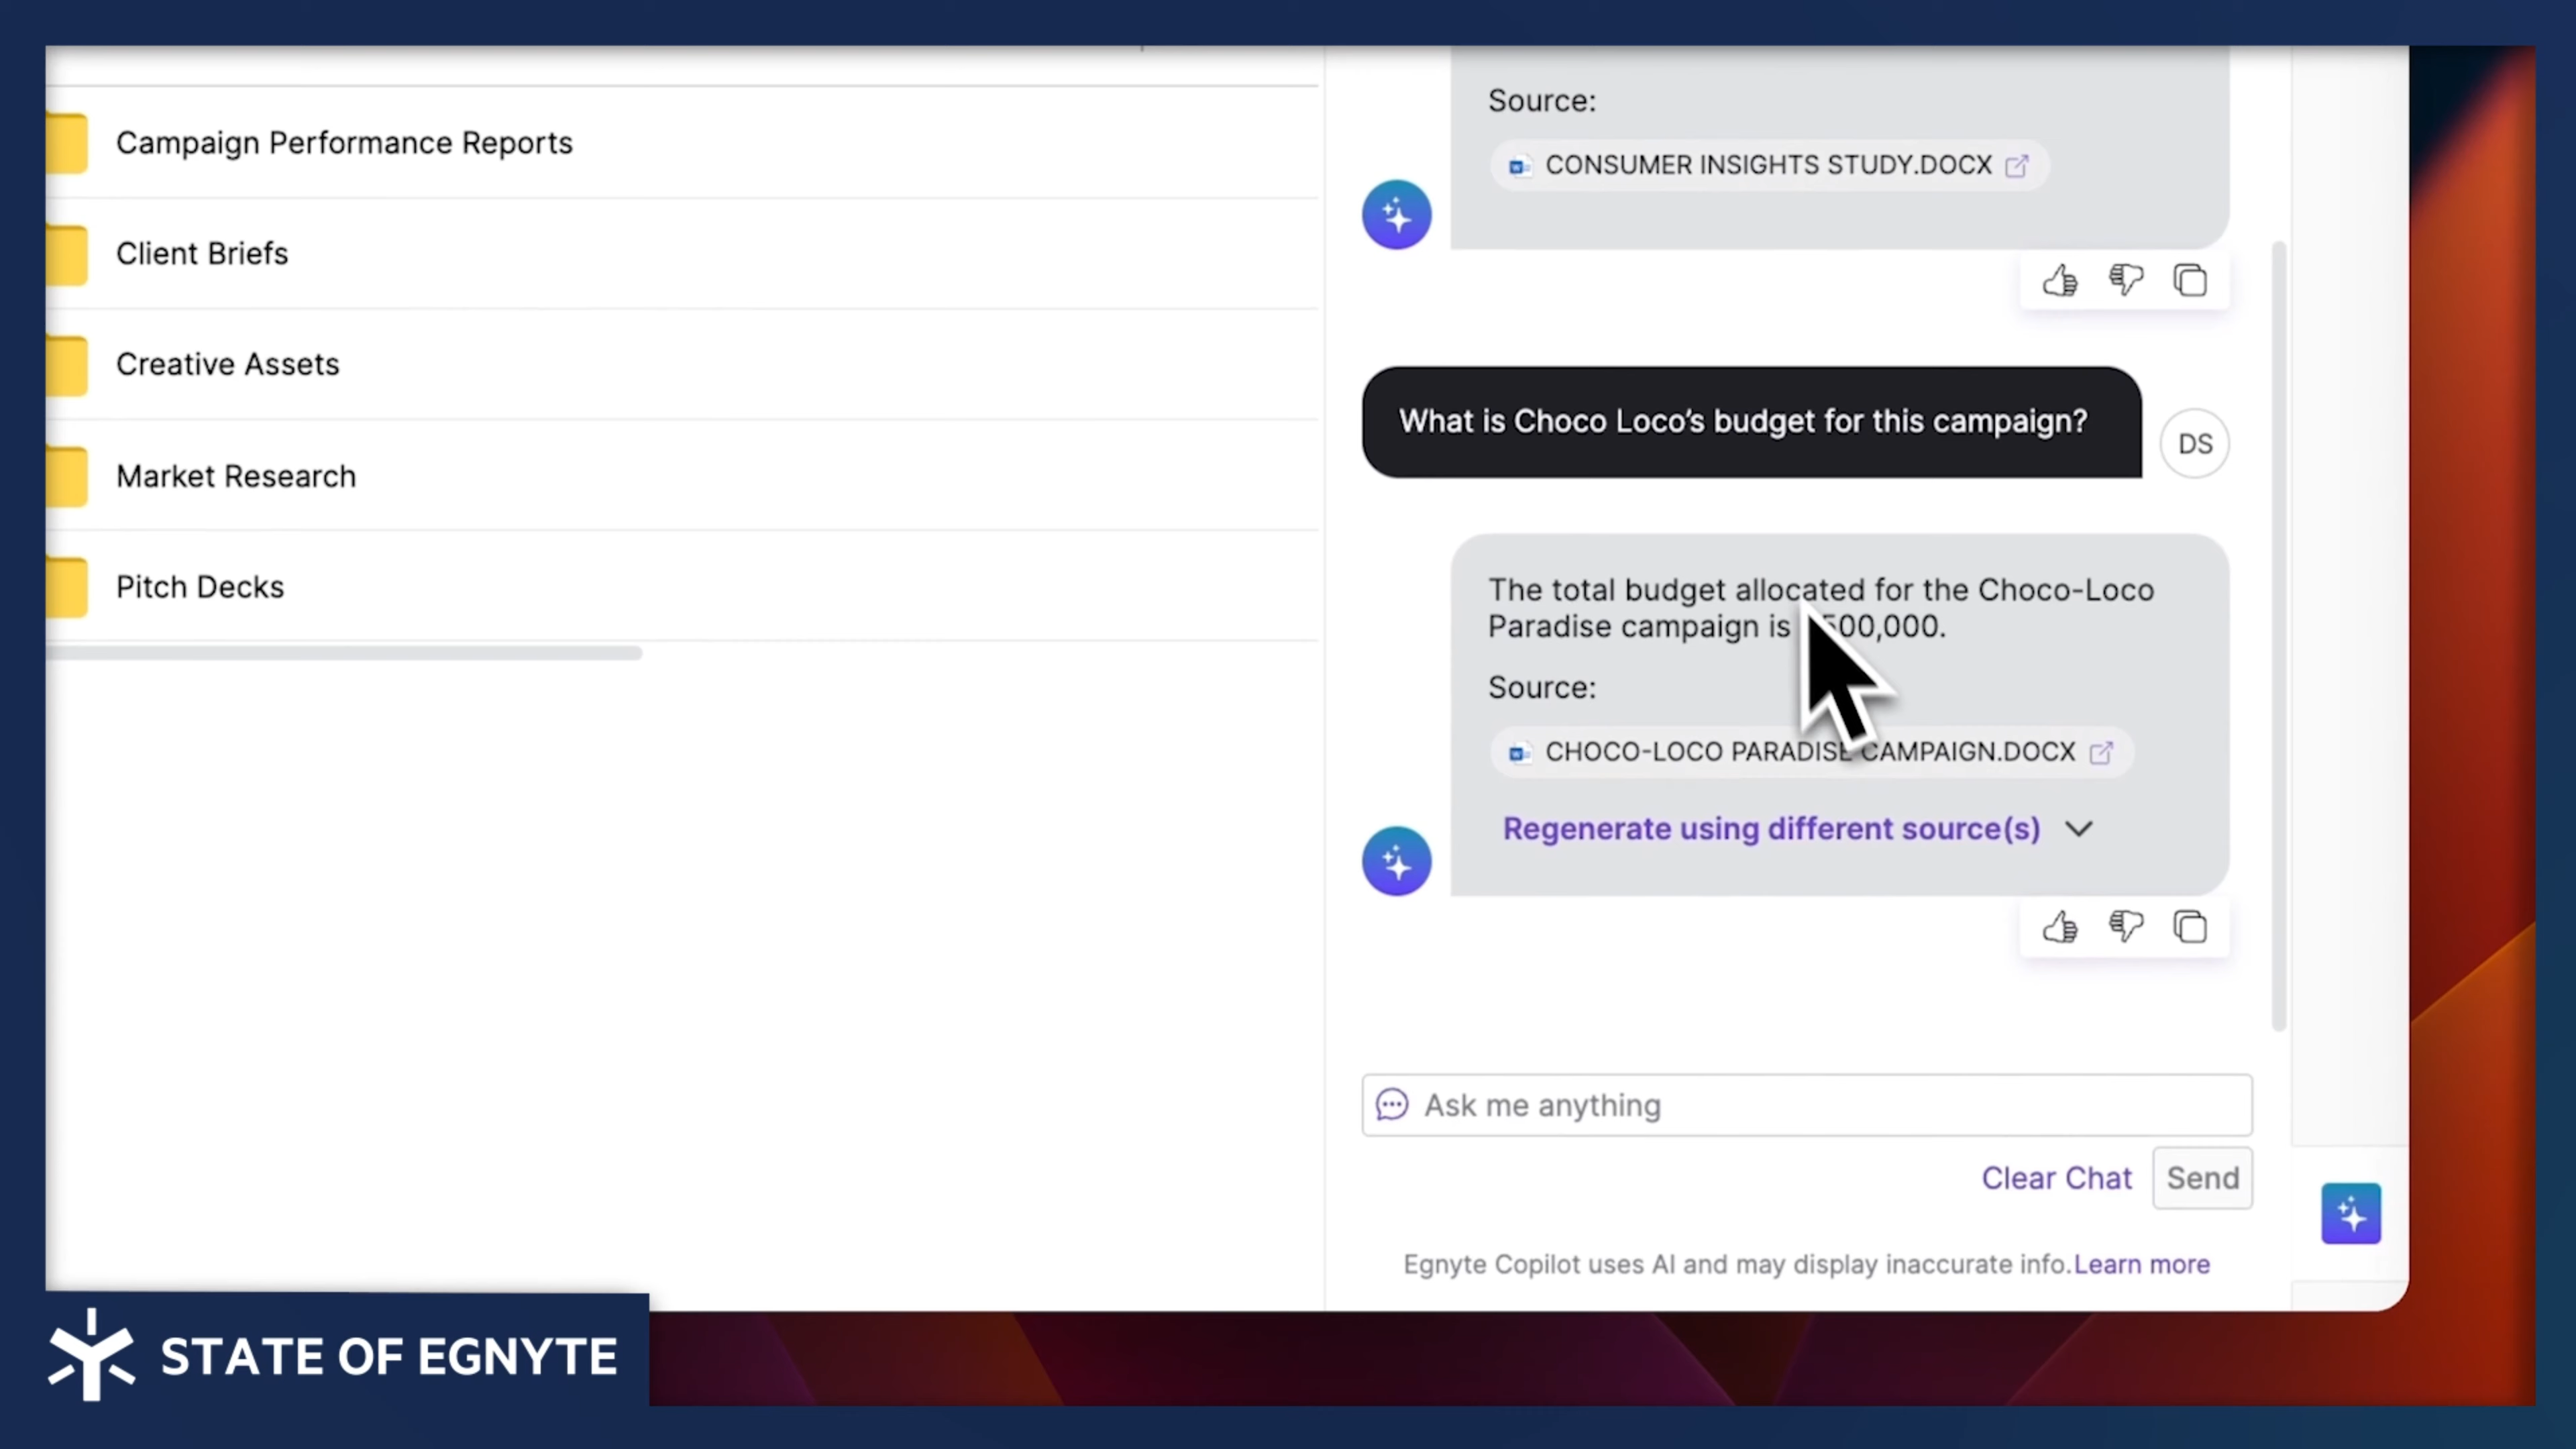 Campaign Performance Reports
Client Briefs
Creative Assets
Market Research
Pitch Decks
Source:
CONSUMER INSIGHTS STUDY.DOCX
What is Choco Loco's budget for this campaign?
DS
The total budget allocated for the Choco-Loco
Paradise campaign is
Source:
CHOCO-LOCO PARADISE CAMPAIGN.DOCX
Regenerate using different source(s)
Ask me anything
Clear Chat
Send
Egnyte Copilot uses AI and may display inaccurate info.Learn more
STATE OF EGNYTE